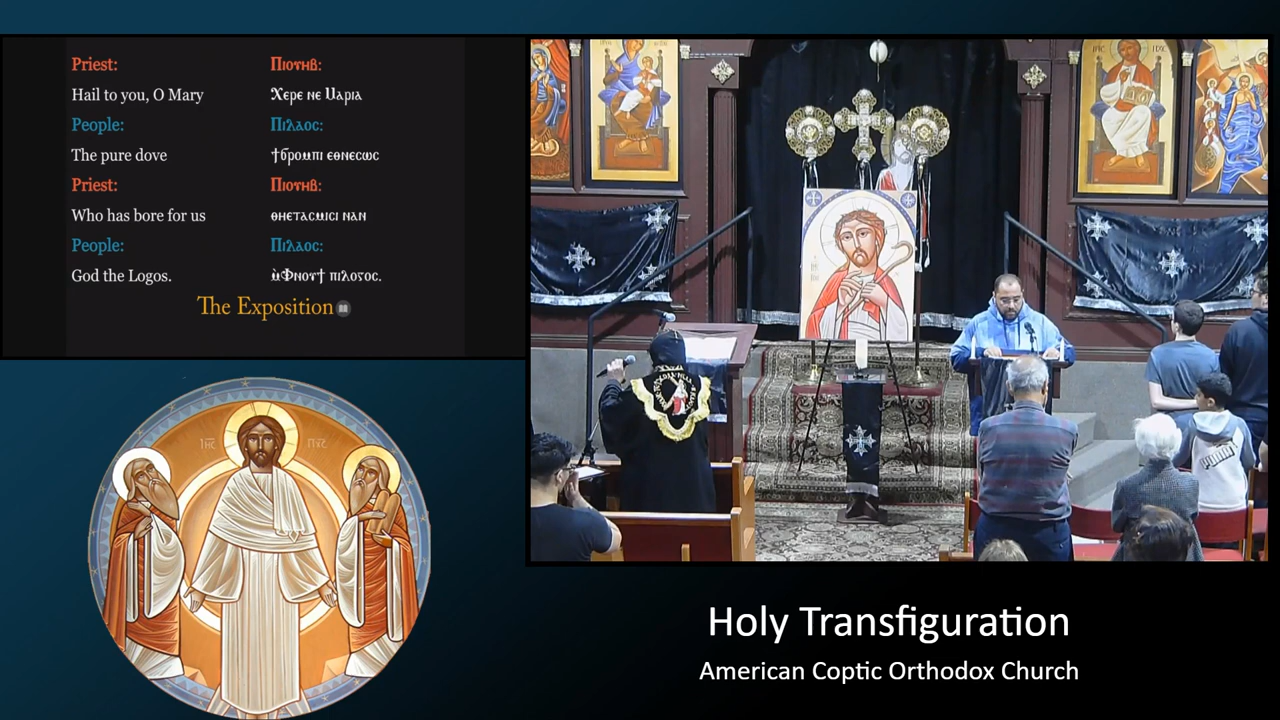 Priest: Ⲡⲓⲟⲩⲏⲃ:
Hail to you, O Mary Ⲭⲉⲣⲉ ⲛⲉ Ⲙⲁⲣⲓⲁ
People: Ⲡⲓⲗⲁⲟⲥ:
The pure dove ϯϭⲣⲟⲙⲡⲓ ⲉⲑⲛⲉⲥⲱⲥ
Priest: Ⲡⲓⲟⲩⲏⲃ:
Who has bore for us ⲑⲏⲉⲧⲁⲥⲙⲓⲥⲓ ⲛⲁⲛ
People: Ⲡⲓⲗⲁⲟⲥ:
God the Logos. ⲙ̀Ⲫⲛⲟⲩϯ ⲡⲓⲗⲟⲅⲟⲥ.
The Exposition
ⲓⲏⲥ ⲡⲭⲥ
Holy Transfiguration
American Coptic Orthodox Church